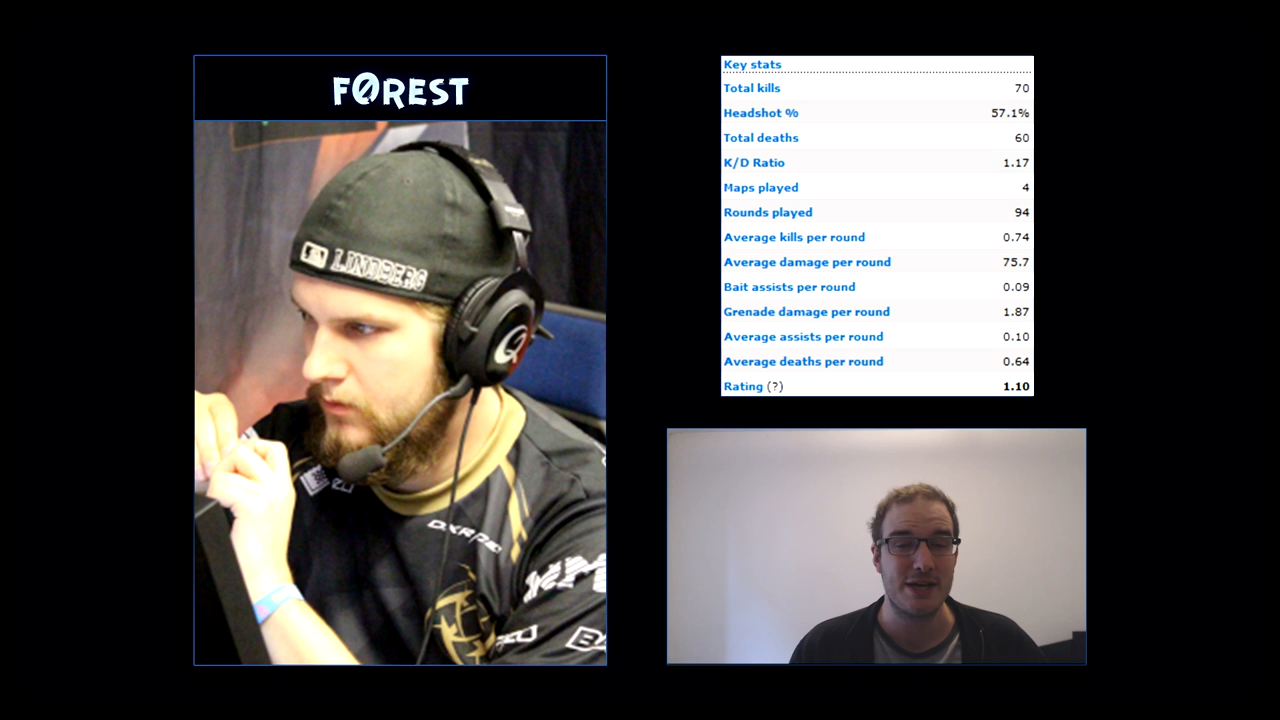 FØREST
LINDBERG
DXRACER
Key stats
Total kills 70
Headshot % 57.1%
Total deaths 60
K/D Ratio 1.17
Maps played 4
Rounds played 94
Average kills per round 0.74
Average damage per round 75.7
Bait assists per round 0.09
Grenade damage per round 1.87
Average assists per round 0.10
Average deaths per round 0.64
Rating (?) 1.10